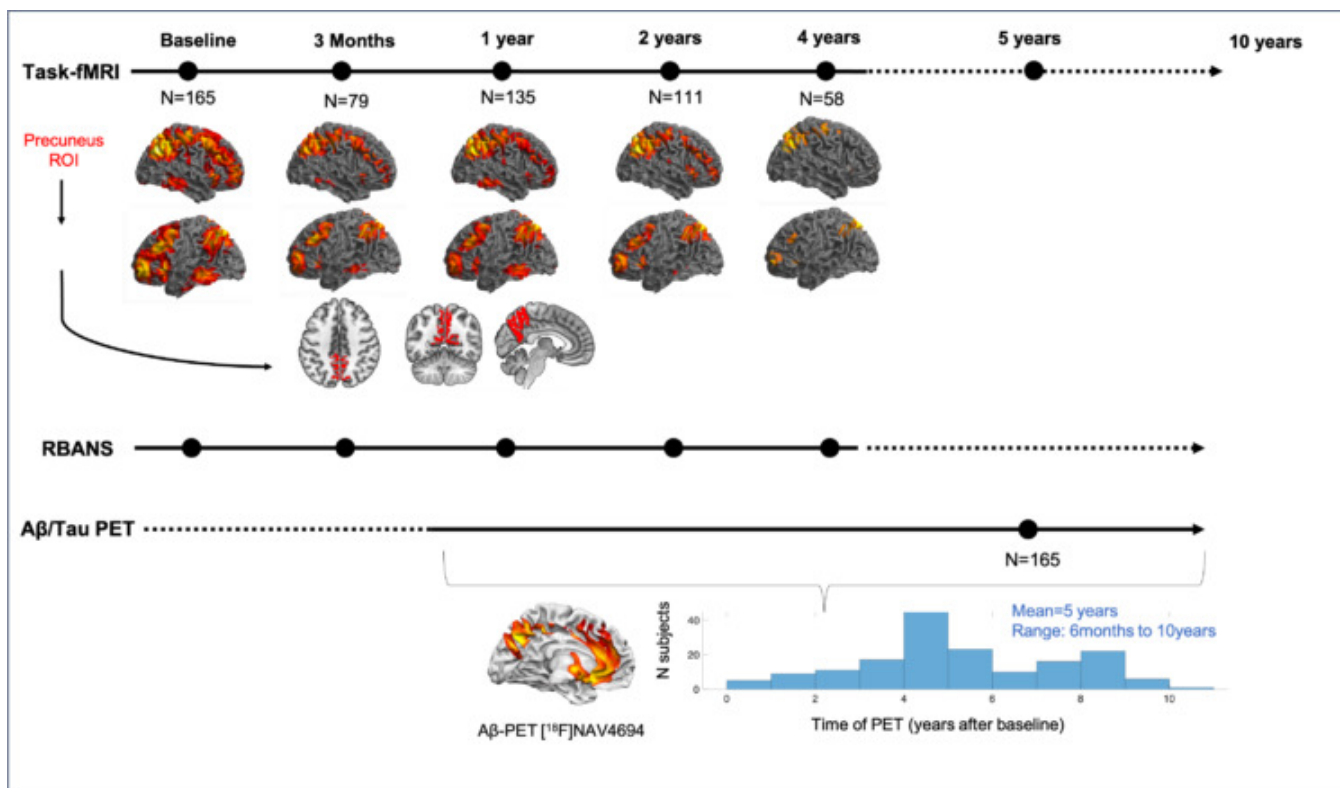 Baseline 3 Months 1 year 2 years 4 years 5 years 10 years
Task-fMRI
N=165 N=79 N=135 N=111 N=58
Precuneus
ROI
RBANS
Aβ/Tau PET
N=165
Mean=5 years
Range: 6months to 10years
N subjects
40
20
0
0 2 4 6 8 10
Time of PET (years after baseline)
Aβ-PET [¹⁸F]NAV4694